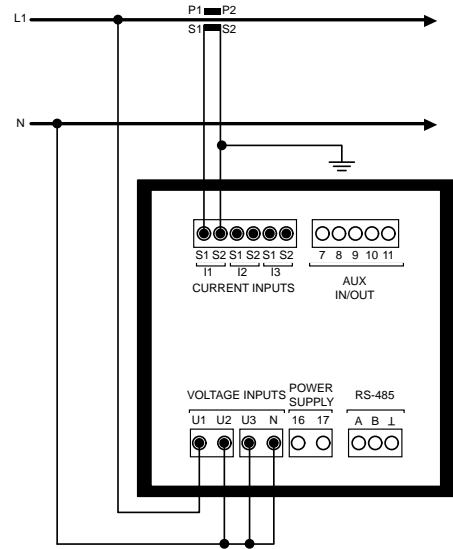 P1 P2
L1
S1 S2
N
S1 S2 S1 S2 S1 S2
I1 I2 I3
CURRENT INPUTS
7 8 9 10 11
AUX
IN/OUT
VOLTAGE INPUTS
U1 U2 U3 N
POWER
SUPPLY
16 17
RS-485
A B ⊥